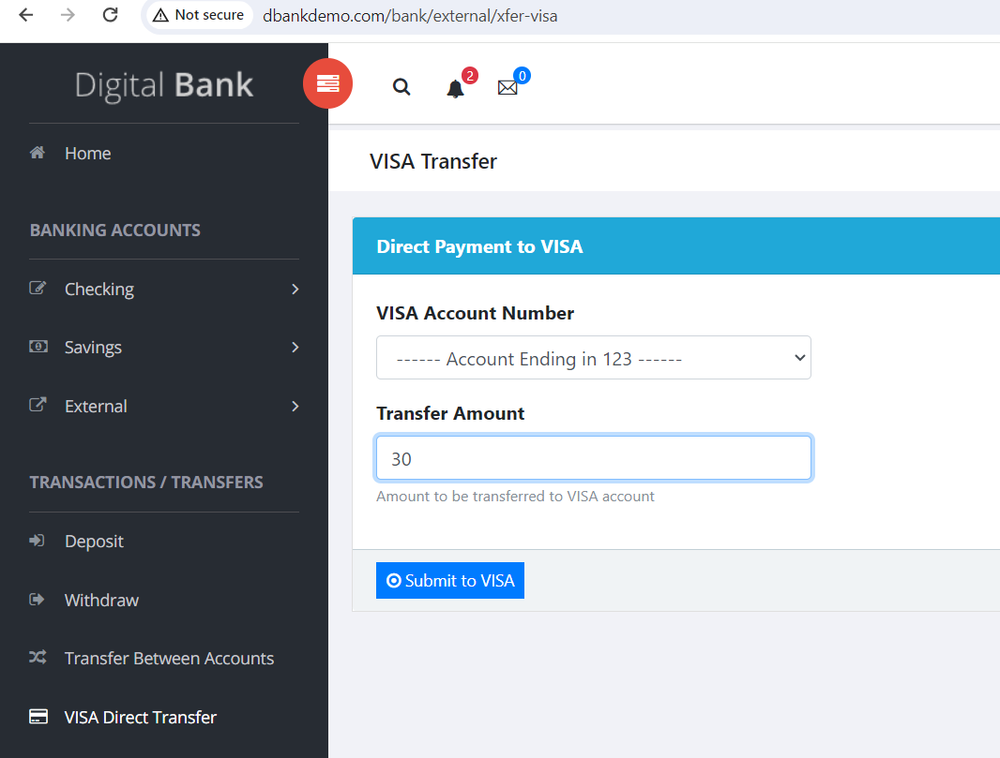 Not secure dbankdemo.com/bank/external/xfer-visa
Digital Bank
2
0
Home
BANKING ACCOUNTS
Checking
Savings
External
TRANSACTIONS / TRANSFERS
Deposit
Withdraw
Transfer Between Accounts
VISA Direct Transfer
VISA Transfer
Direct Payment to VISA
VISA Account Number
------ Account Ending in 123 ------
Transfer Amount
30
Amount to be transferred to VISA account
Submit to VISA